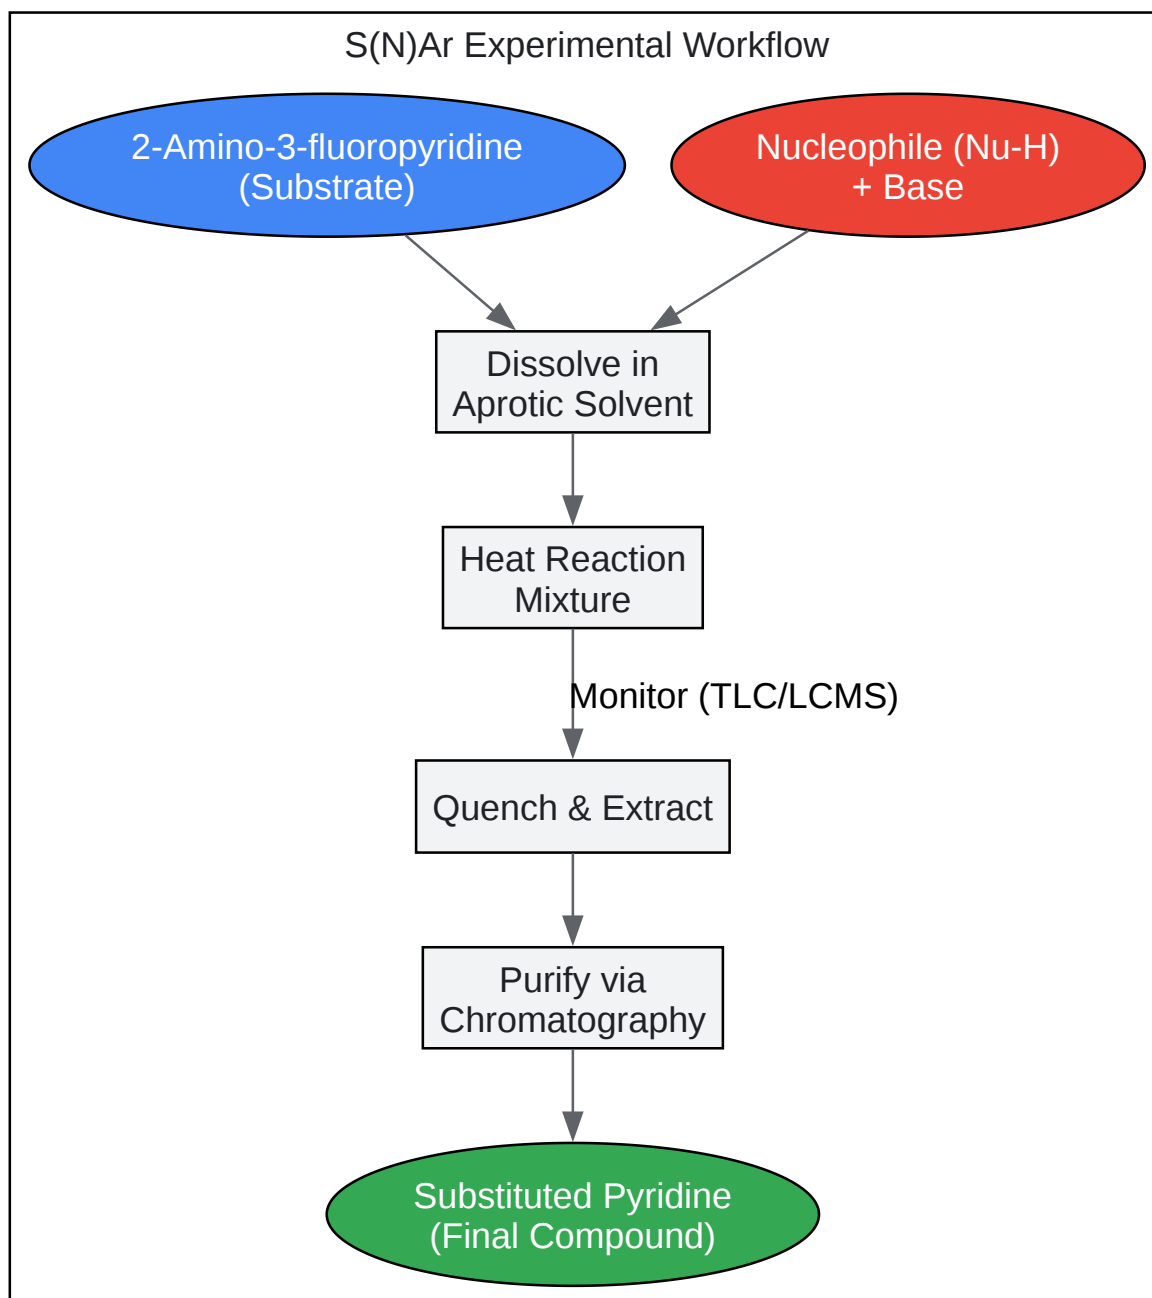 S(N)Ar Experimental Workflow
2-Amino-3-fluoropyridine
(Substrate)
Nucleophile (Nu-H)
+ Base
Dissolve in
Aprotic Solvent
Heat Reaction
Mixture
Monitor (TLC/LCMS)
Quench & Extract
Purify via
Chromatography
Substituted Pyridine
(Final Compound)